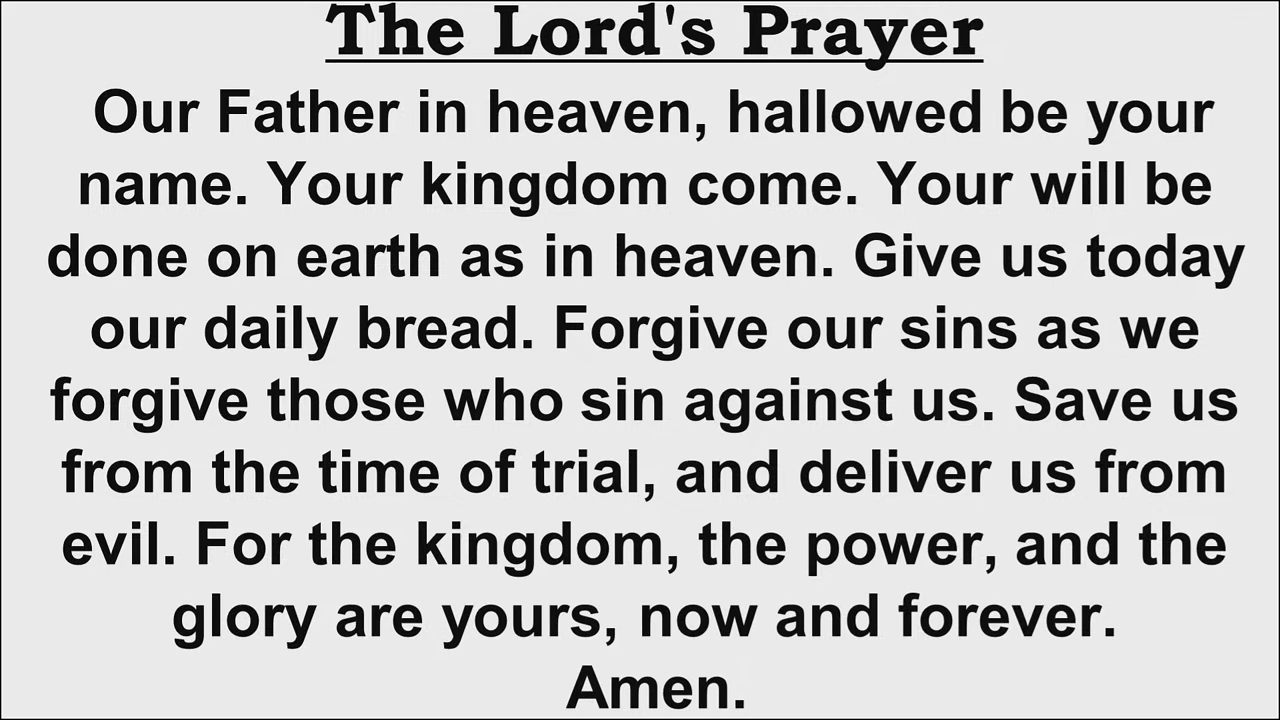 The Lord's Prayer
Our Father in heaven, hallowed be your
name. Your kingdom come. Your will be
done on earth as in heaven. Give us today
our daily bread. Forgive our sins as we
forgive those who sin against us. Save us
from the time of trial, and deliver us from
evil. For the kingdom, the power, and the
glory are yours, now and forever.
Amen.